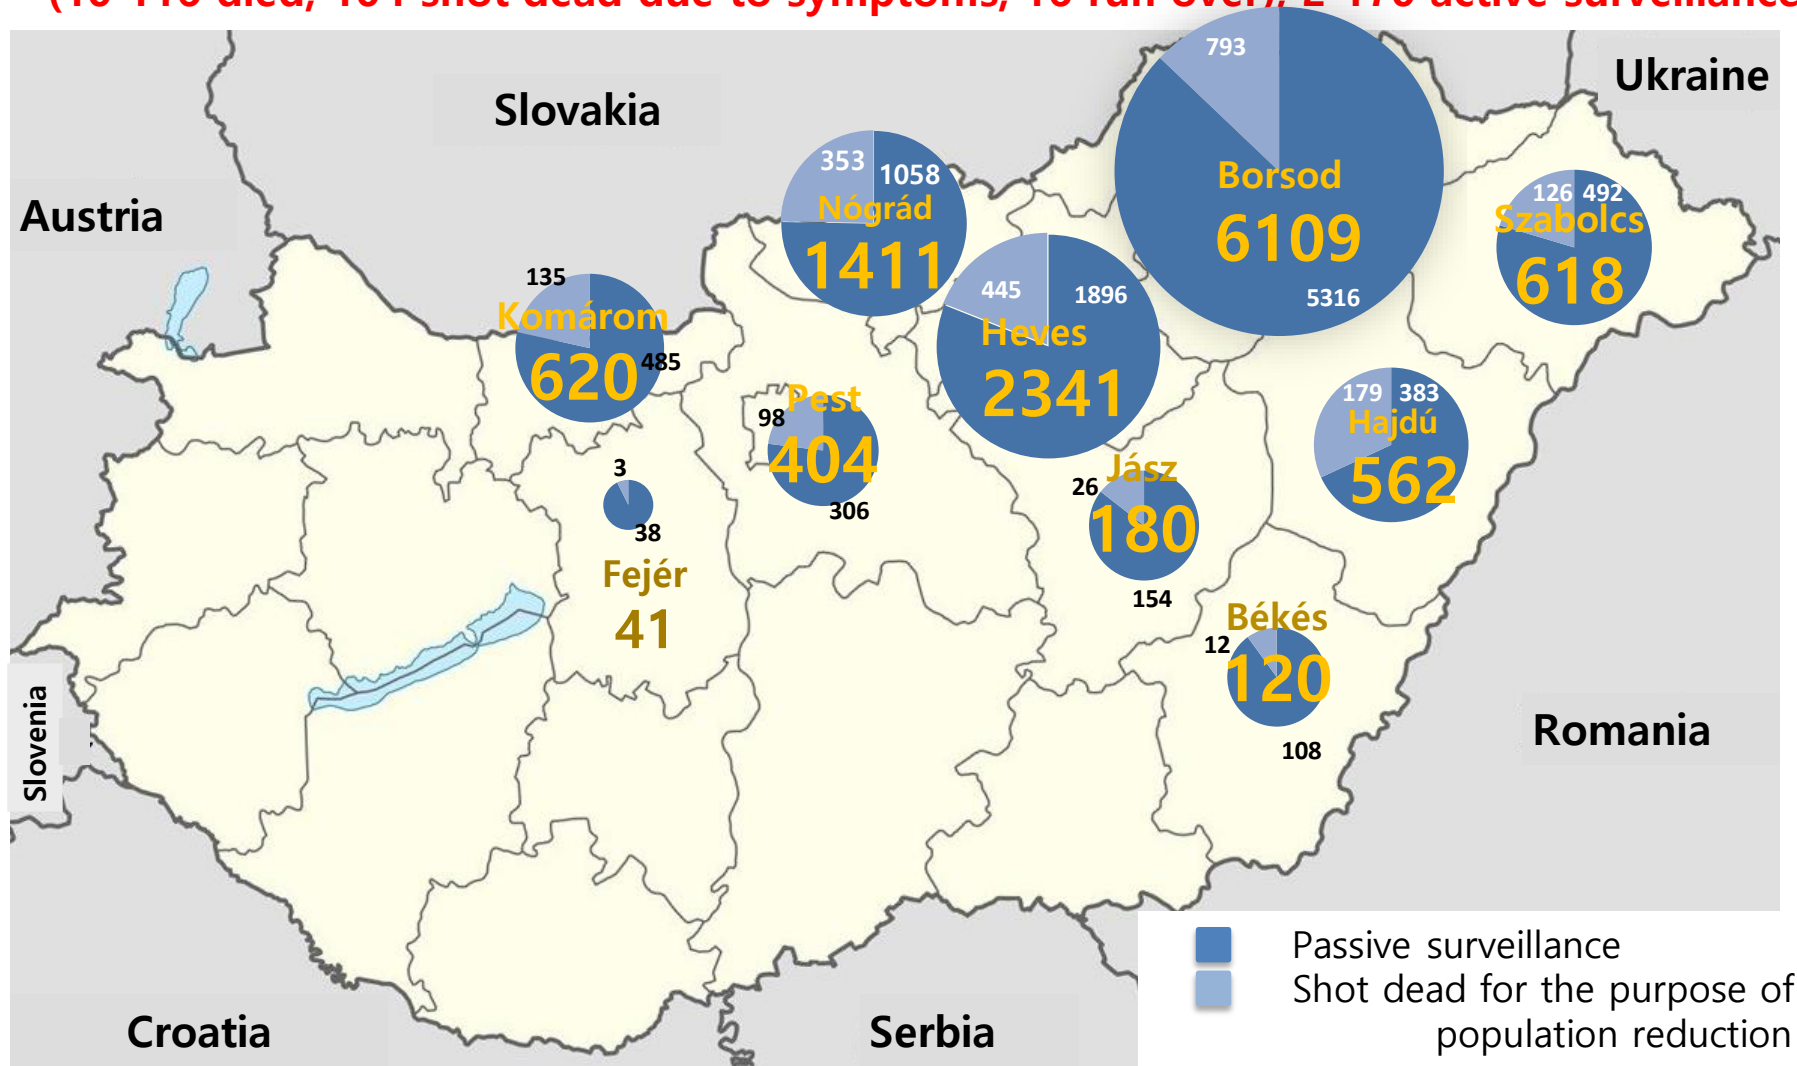 Ukraine
793
Slovakia
353
1058
Borsod
126
492
Austria
Nógrád
Szabolcs
1411
6109
618
135
445
1896
5316
Komárom
Heves
485
620
2341
Pest
98
404
179
383
Hajdú
562
3
Jász
26
180
306
38
Fejér
154
41
Békés
12
120
Slovenia
Romania
108
Passive surveillance
Shot dead for the purpose of
population reduction
Croatia
Serbia